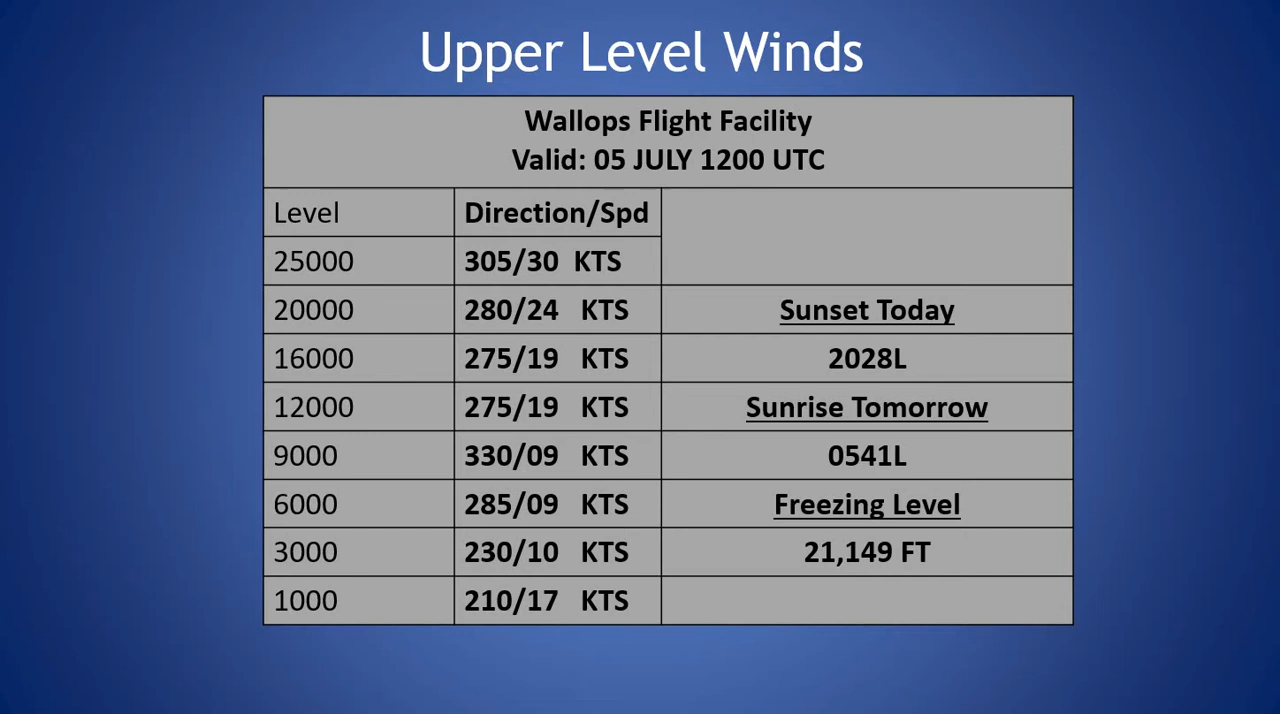 Upper Level Winds
Wallops Flight Facility
Valid: 05 JULY 1200 UTC
Level Direction/Spd
25000 305/30 KTS
20000 280/24 KTS Sunset Today
16000 275/19 KTS 2028L
12000 275/19 KTS Sunrise Tomorrow
9000 330/09 KTS 0541L
6000 285/09 KTS Freezing Level
3000 230/10 KTS 21,149 FT
1000 210/17 KTS